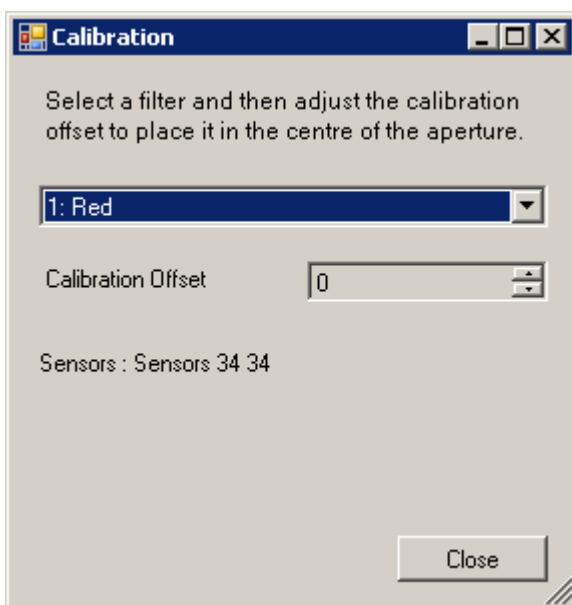 Calibration
Select a filter and then adjust the calibration
offset to place it in the centre of the aperture.
1: Red
Calibration Offset 0
Sensors : Sensors 34 34
Close